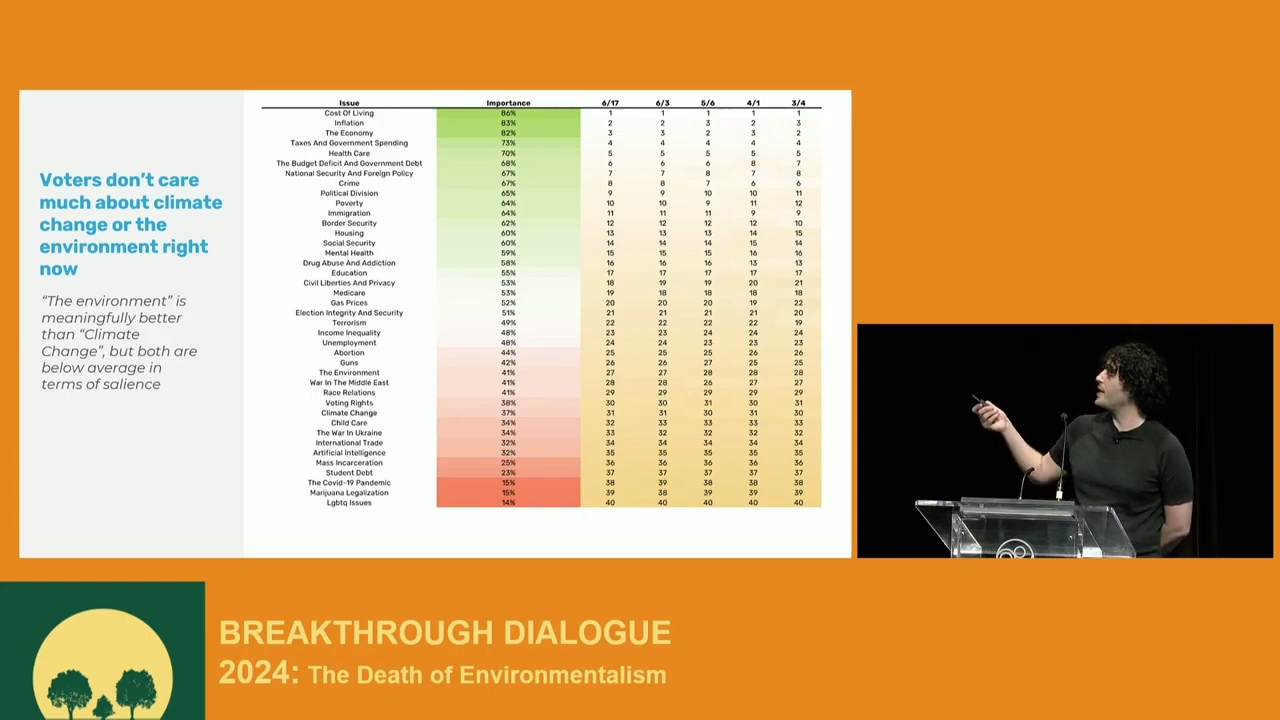 Voters don't care
much about climate
change or the
environment right
now
"The environment" is
meaningfully better
than "Climate
Change", but both are
below average in
terms of salience
Issue Importance 6/17 6/3 5/6 4/1 3/4
Cost Of Living 86% 1 1 1 1 1
Inflation 83% 2 2 3 2 3
The Economy 82% 3 3 2 3 2
Taxes And Government Spending 73% 4 4 4 4 4
Health Care 70% 5 5 5 5 5
The Budget Deficit And Government Debt 68% 6 6 6 8 7
National Security And Foreign Policy 67% 7 7 8 7 8
Crime 67% 8 8 7 6 6
Political Division 65% 9 9 10 10 11
Poverty 64% 10 10 9 11 12
Immigration 64% 11 11 11 9 9
Border Security 62% 12 12 12 12 10
Housing 60% 13 13 13 14 15
Social Security 60% 14 14 14 15 14
Mental Health 59% 15 15 15 16 16
Drug Abuse And Addiction 58% 16 16 16 13 13
Education 55% 17 17 17 17 17
Civil Liberties And Privacy 53% 18 19 19 20 21
Medicare 53% 19 18 18 18 18
Gas Prices 52% 20 20 20 19 22
Election Integrity And Security 51% 21 21 21 21 20
Terrorism 49% 22 22 22 22 19
Income Inequality 48% 23 23 24 24 24
Unemployment 48% 24 24 23 23 23
Abortion 44% 25 25 25 26 26
Guns 42% 26 26 27 25 25
The Environment 41% 27 27 28 28 28
War In The Middle East 41% 28 28 26 27 27
Race Relations 41% 29 29 29 29 29
Voting Rights 38% 30 30 31 30 31
Climate Change 37% 31 31 30 31 30
Child Care 34% 32 33 33 33 33
The War In Ukraine 34% 33 32 32 32 32
International Trade 32% 34 34 34 34 34
Artificial Intelligence 32% 35 35 35 35 35
Mass Incarceration 25% 36 36 36 36 36
Student Debt 23% 37 37 37 37 37
The Covid-19 Pandemic 15% 38 39 38 38 38
Marijuana Legalization 15% 39 38 39 39 39
Lgbtq Issues 14% 40 40 40 40 40
BREAKTHROUGH DIALOGUE
2024: The Death of Environmentalism